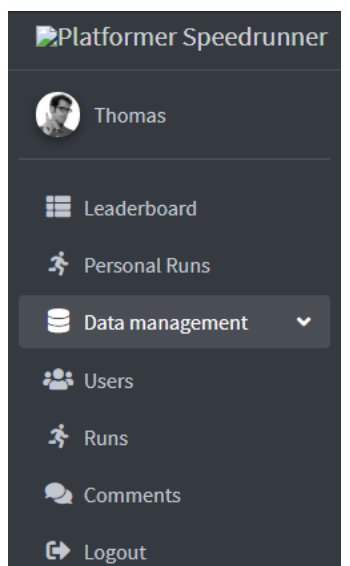 Platformer Speedrunner
Thomas
Leaderboard
Personal Runs
Data management
Users
Runs
Comments
Logout